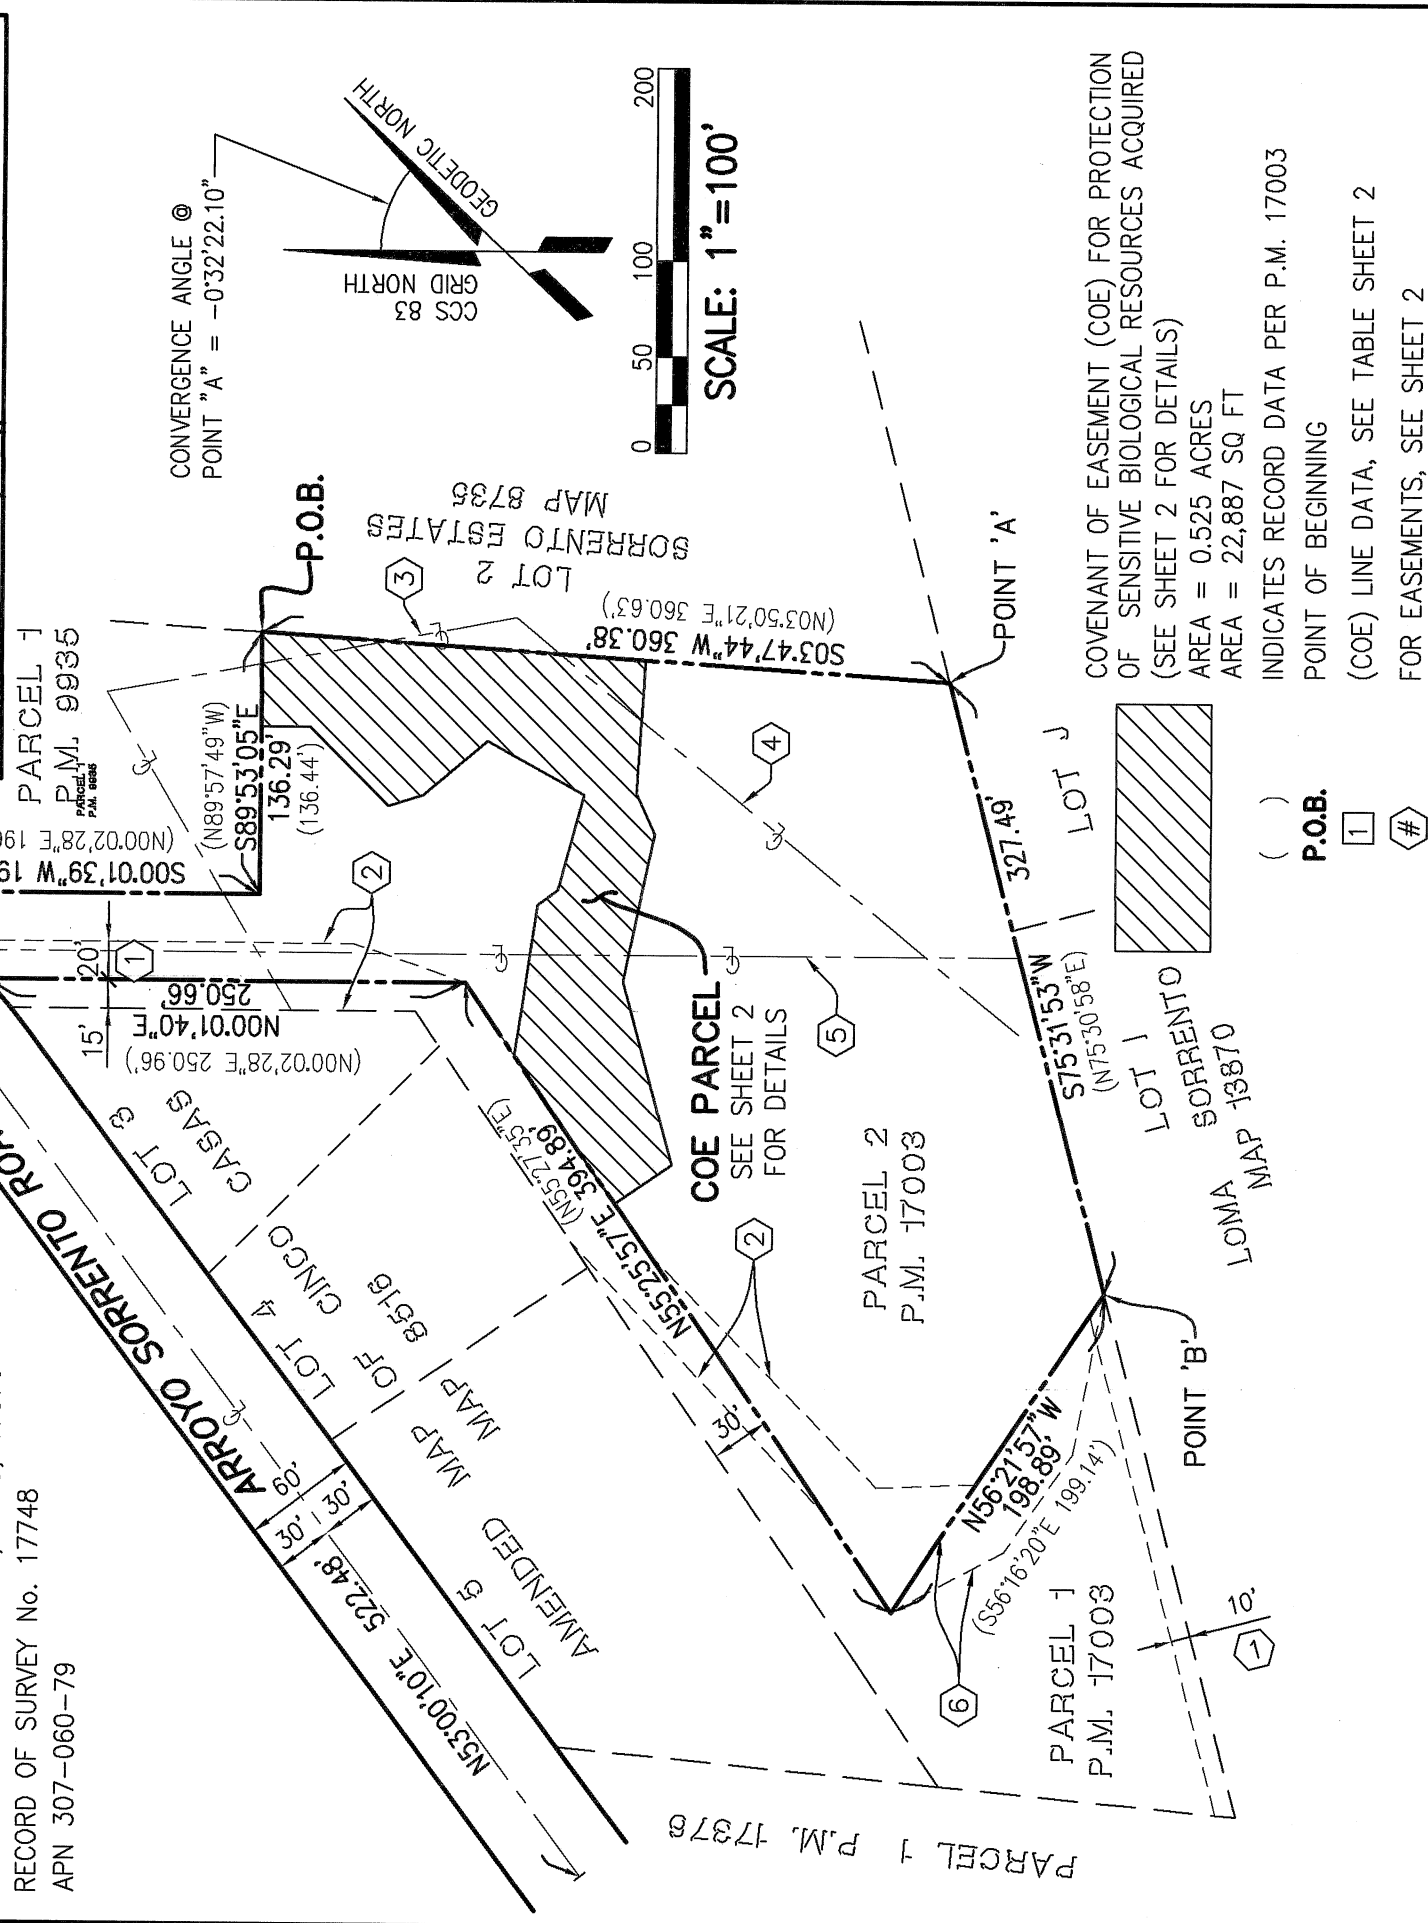 RECORD OF SURVEY No. 17748
APN 307-060-79
CONVERGENCE ANGLE @
POINT "A" = -0°32'22.10"
GEODETIC NORTH
CCS 83
GRID NORTH
0 50 100 200
SCALE: 1"=100'
PARCEL 1
P.M. 9935
PARCEL 1
P.M. 9935
S00°01'39"W
(N00°02'28"E
(N89°57'49"W)
S89°53'05"E
136.29'
(136.44')
P.O.B.
3
LOT 2
SORRENTO ESTATES
MAP 8735
S03°47'44"W 360.38'
(N03°50'21"E 360.63')
15'
20'
1
2
N00°01'40"E
250.66'
(N00°02'28"E 250.96')
ARROYO SORRENTO
60'
30'
30'
N53°00'10"E 522.48'
LOT 3
LOT 4
LOT 5
AMENDED MAP OF CINGO CASAS
MAP 8516
N55°25'57"E 394.89'
(N55°27'35"E)
30'
2
COE PARCEL
SEE SHEET 2
FOR DETAILS
4
5
PARCEL 2
P.M. 17003
POINT 'A'
327.49'
S75°31'53"W
(N75°30'58"E)
LOT J
LOT I
LOMA SORRENTO
MAP 13870
POINT 'B'
N56°21'57"W
198.89'
(S56°16'20"E 199.14')
6
PARCEL 1
P.M. 17003
10'
1
PARCEL 1 P.M. 17376
COVENANT OF EASEMENT (COE) FOR PROTECTION
OF SENSITIVE BIOLOGICAL RESOURCES ACQUIRED
(SEE SHEET 2 FOR DETAILS)
AREA = 0.525 ACRES
AREA = 22,887 SQ FT
( ) INDICATES RECORD DATA PER P.M. 17003
P.O.B. POINT OF BEGINNING
1 (COE) LINE DATA, SEE TABLE SHEET 2
# FOR EASEMENTS, SEE SHEET 2